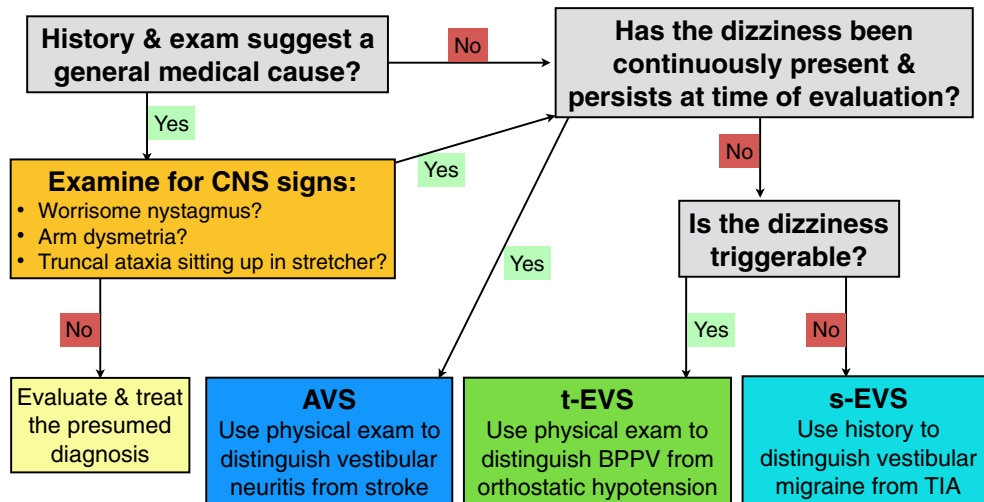 History & exam suggest a
general medical cause?
No
Has the dizziness been
continuously present &
persists at time of evaluation?
Yes
Yes
No
Examine for CNS signs:
• Worrisome nystagmus?
• Arm dysmetria?
• Truncal ataxia sitting up in stretcher?
Is the dizziness
triggerable?
Yes
No
Yes
No
Evaluate & treat
the presumed
diagnosis
AVS
Use physical exam to
distinguish vestibular
neuritis from stroke
t-EVS
Use physical exam to
distinguish BPPV from
orthostatic hypotension
s-EVS
Use history to
distinguish vestibular
migraine from TIA